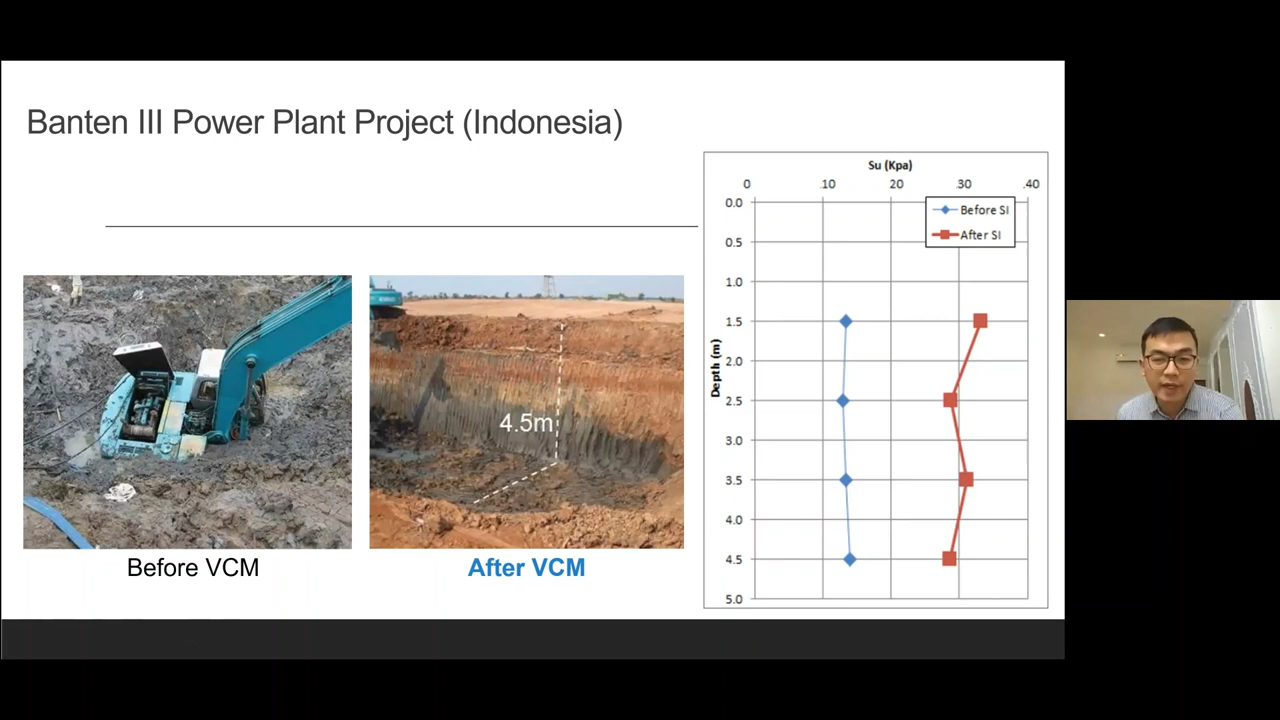 Banten III Power Plant Project (Indonesia)
Su (Kpa)
0 10 20 30 40
Before SI
After SI
Depth (m)
0.0
0.5
1.0
1.5
2.0
2.5
3.0
3.5
4.0
4.5
5.0
4.5m
Before VCM
After VCM